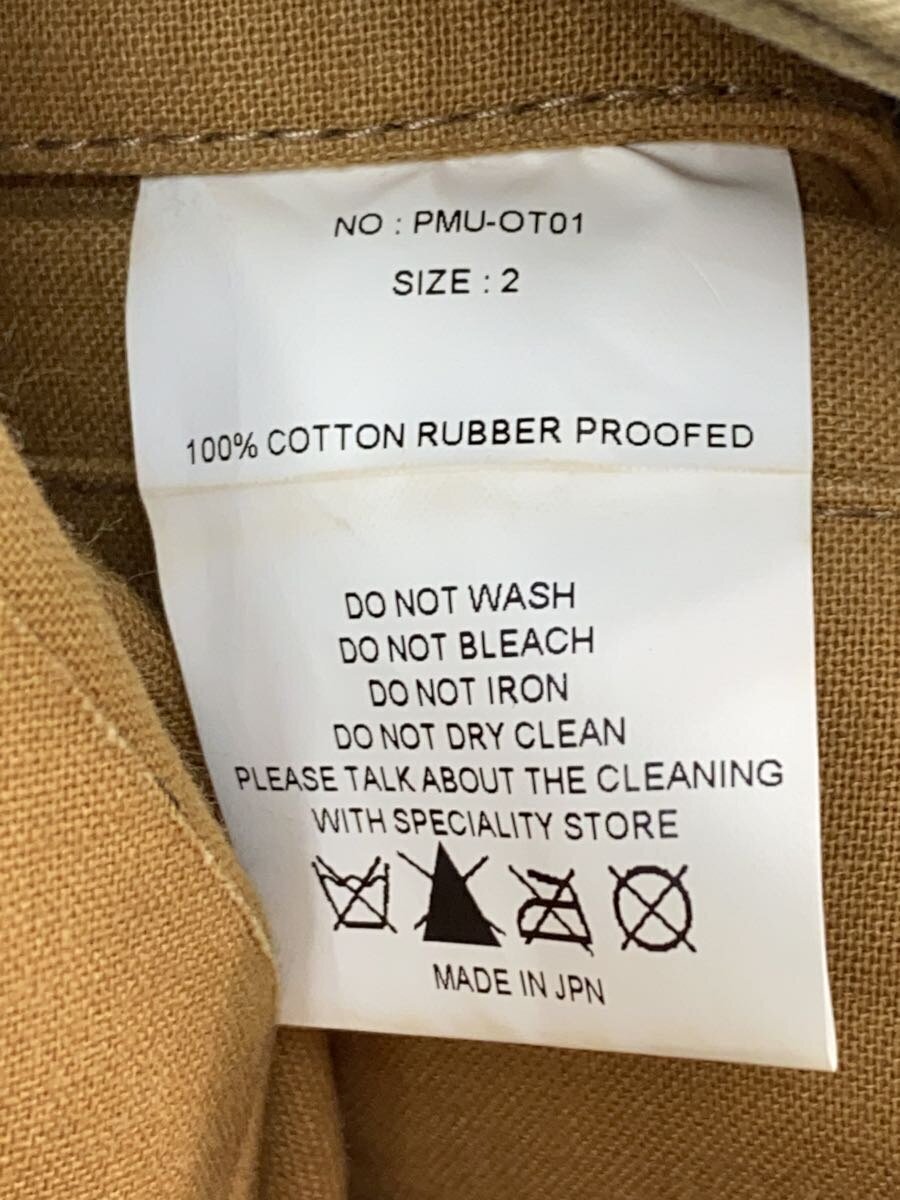 NO : PMU-OT01
SIZE : 2
100% COTTON RUBBER PROOFED
DO NOT WASH
DO NOT BLEACH
DO NOT IRON
DO NOT DRY CLEAN
PLEASE TALK ABOUT THE CLEANING
WITH SPECIALITY STORE
MADE IN JPN